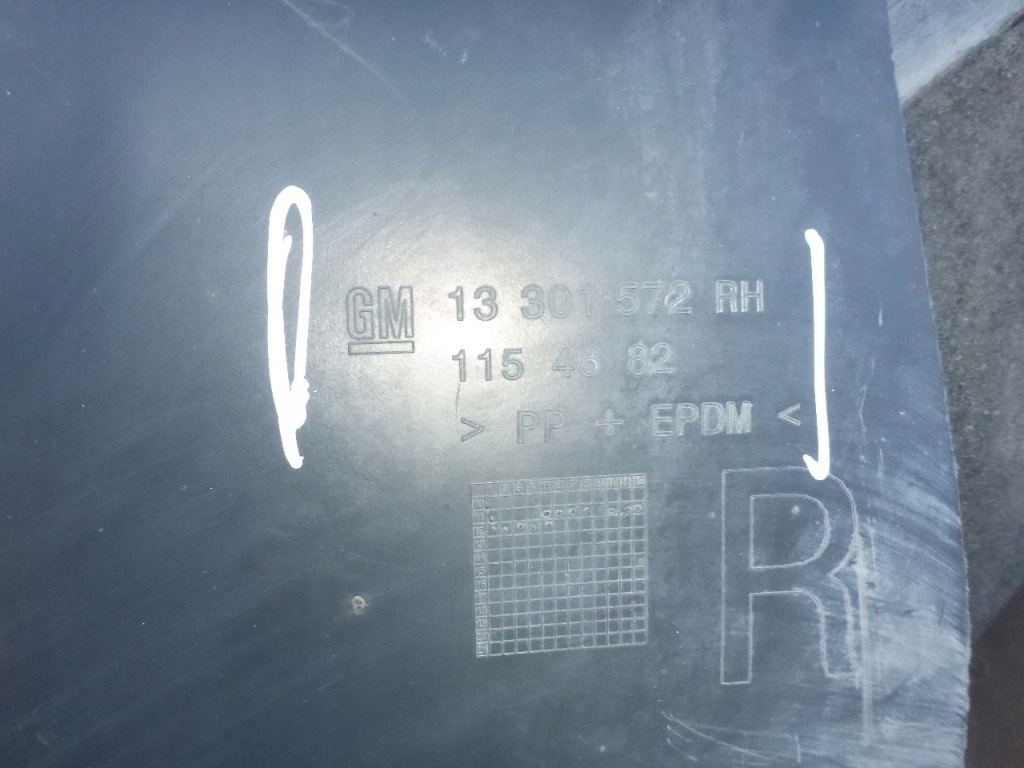 GM 13 301 572 RH
115 46 82
> PP + EPDM <
R